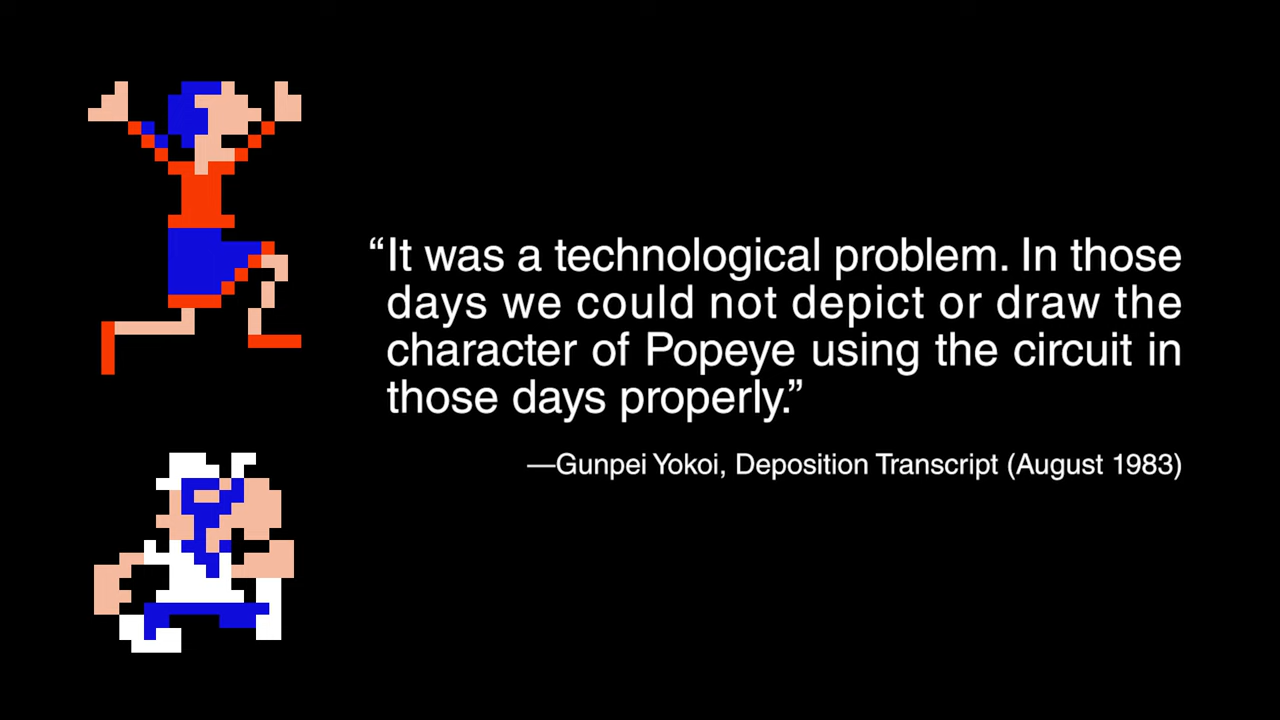 “It was a technological problem. In those
days we could not depict or draw the
character of Popeye using the circuit in
those days properly.”
—Gunpei Yokoi, Deposition Transcript (August 1983)